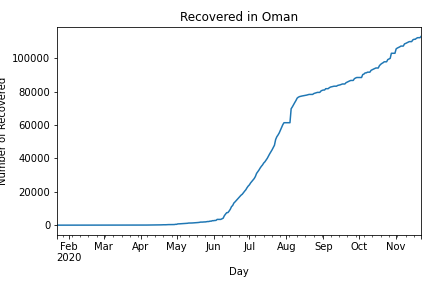 Recovered in Oman
Number of Recovered
100000
80000
60000
40000
20000
0
Feb Mar Apr May Jun Jul Aug Sep Oct Nov
2020
Day